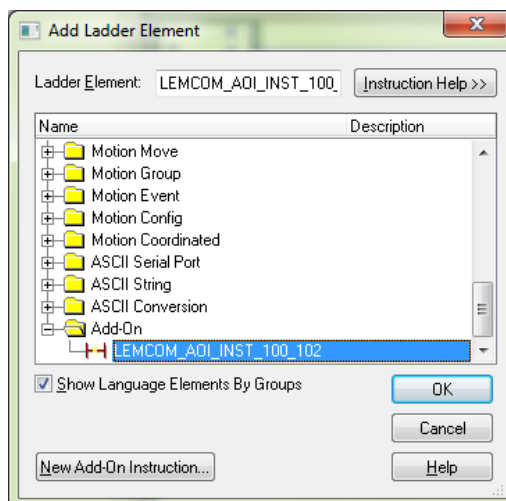 Add Ladder Element
Ladder Element: LEMCOM_AOI_INST_100_ Instruction Help >>
Name Description
Motion Move
Motion Group
Motion Event
Motion Config
Motion Coordinated
ASCII Serial Port
ASCII String
ASCII Conversion
Add-On
LEMCOM_AOI_INST_100_102
Show Language Elements By Groups
OK
Cancel
New Add-On Instruction...
Help